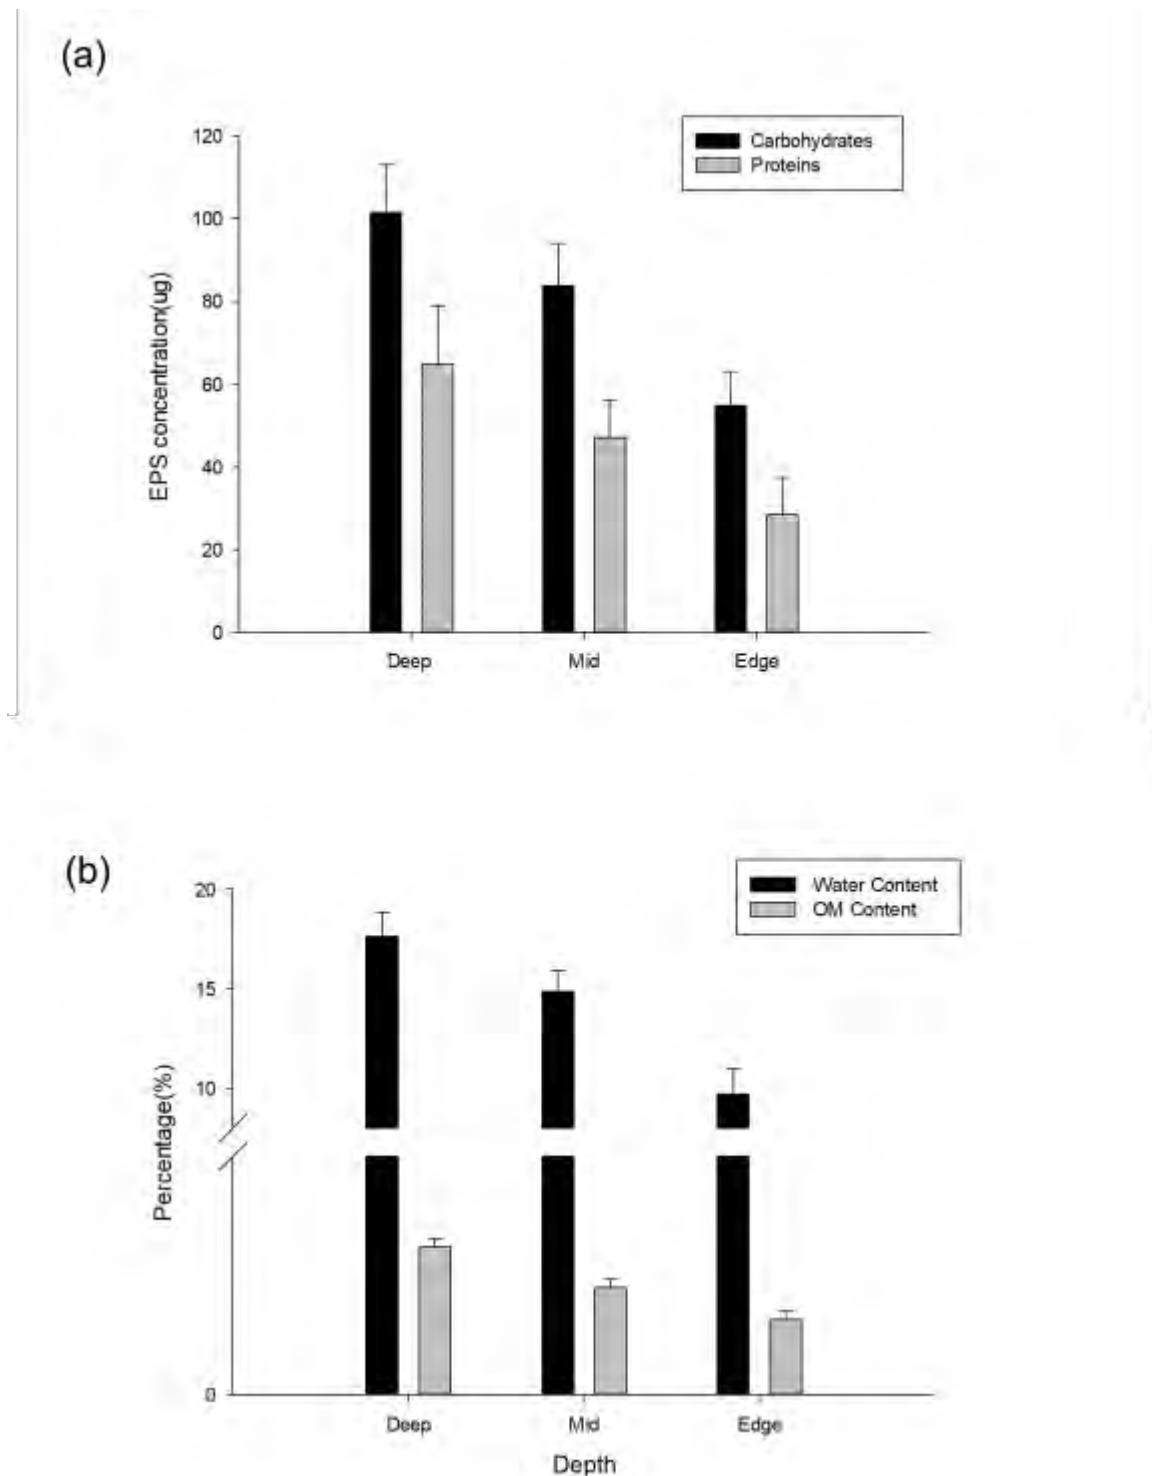 (a)
120
100
80
60
40
20
0
EPS concentration(ug)
Carbohydrates
Proteins
Deep Mid Edge
(b)
20
15
10
0
Percentage(%)
Water Content
OM Content
Deep Mid Edge
Depth